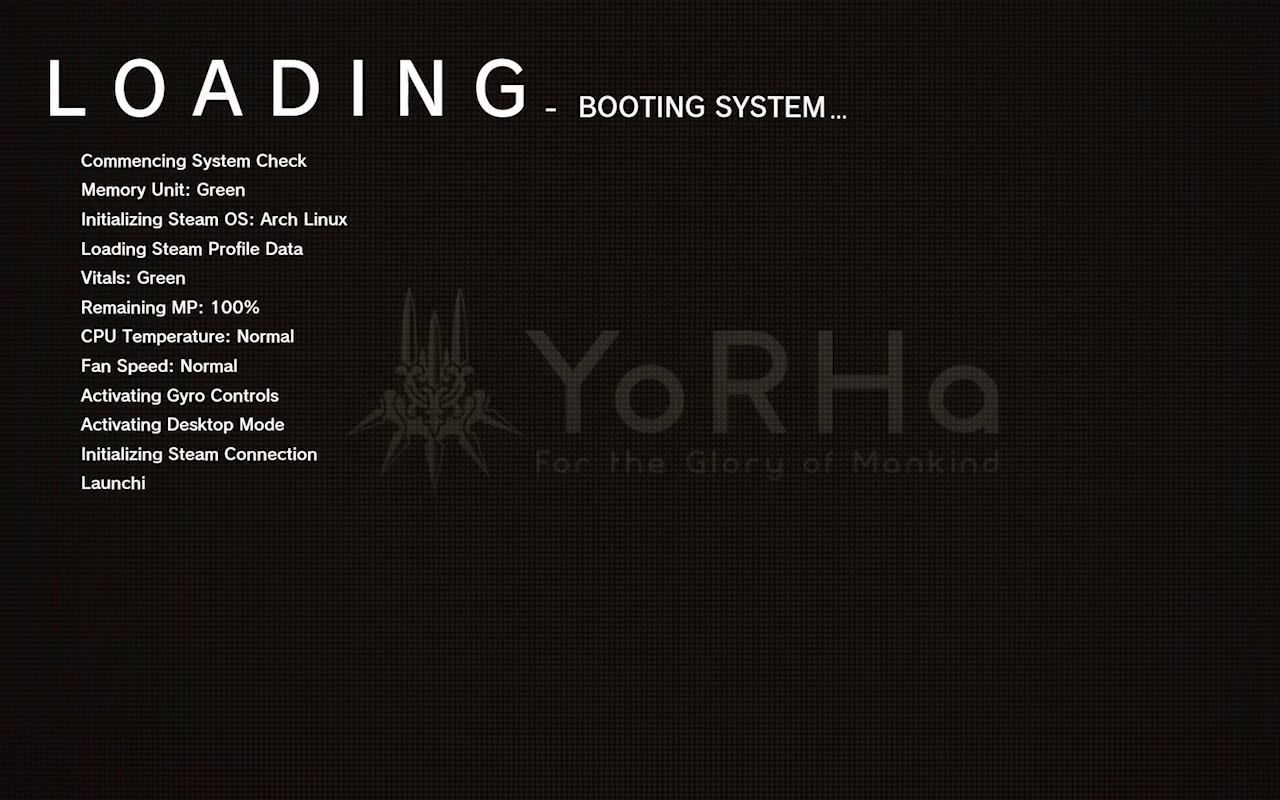 LOADING - BOOTING SYSTEM...
Commencing System Check
Memory Unit: Green
Initializing Steam OS: Arch Linux
Loading Steam Profile Data
Vitals: Green
Remaining MP: 100%
CPU Temperature: Normal
Fan Speed: Normal
Activating Gyro Controls
Activating Desktop Mode
Initializing Steam Connection
Launchi
YoRHa
For the Glory of Mankind